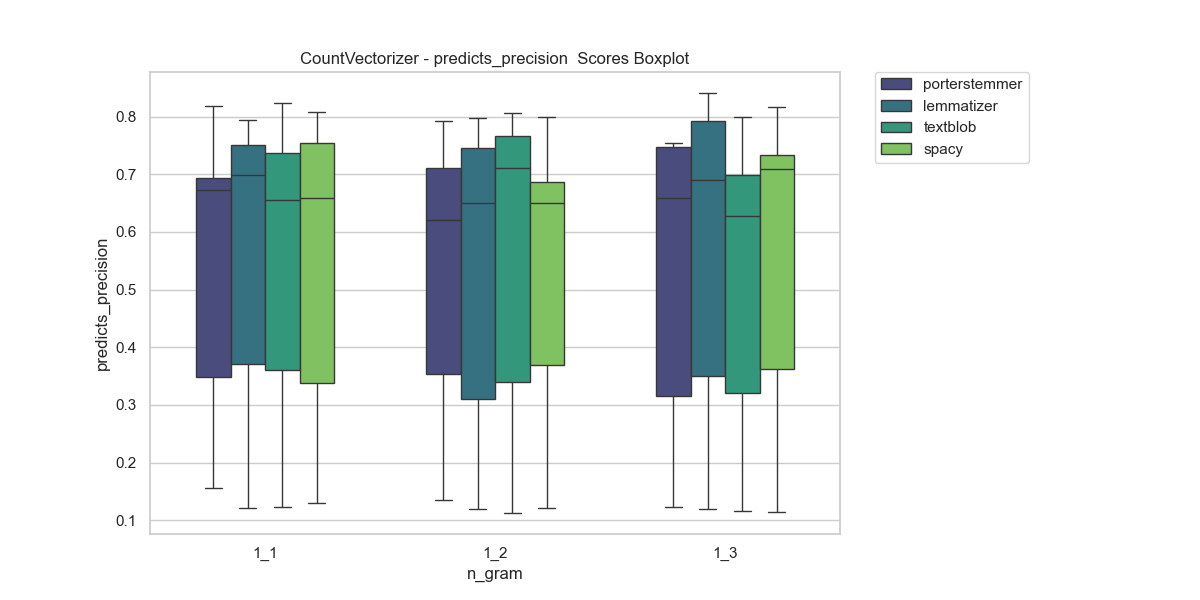 CountVectorizer - predicts_precision  Scores Boxplot
porterstemmer
lemmatizer
textblob
spacy
predicts_precision
0.8
0.7
0.6
0.5
0.4
0.3
0.2
0.1
1_1 1_2 1_3
n_gram